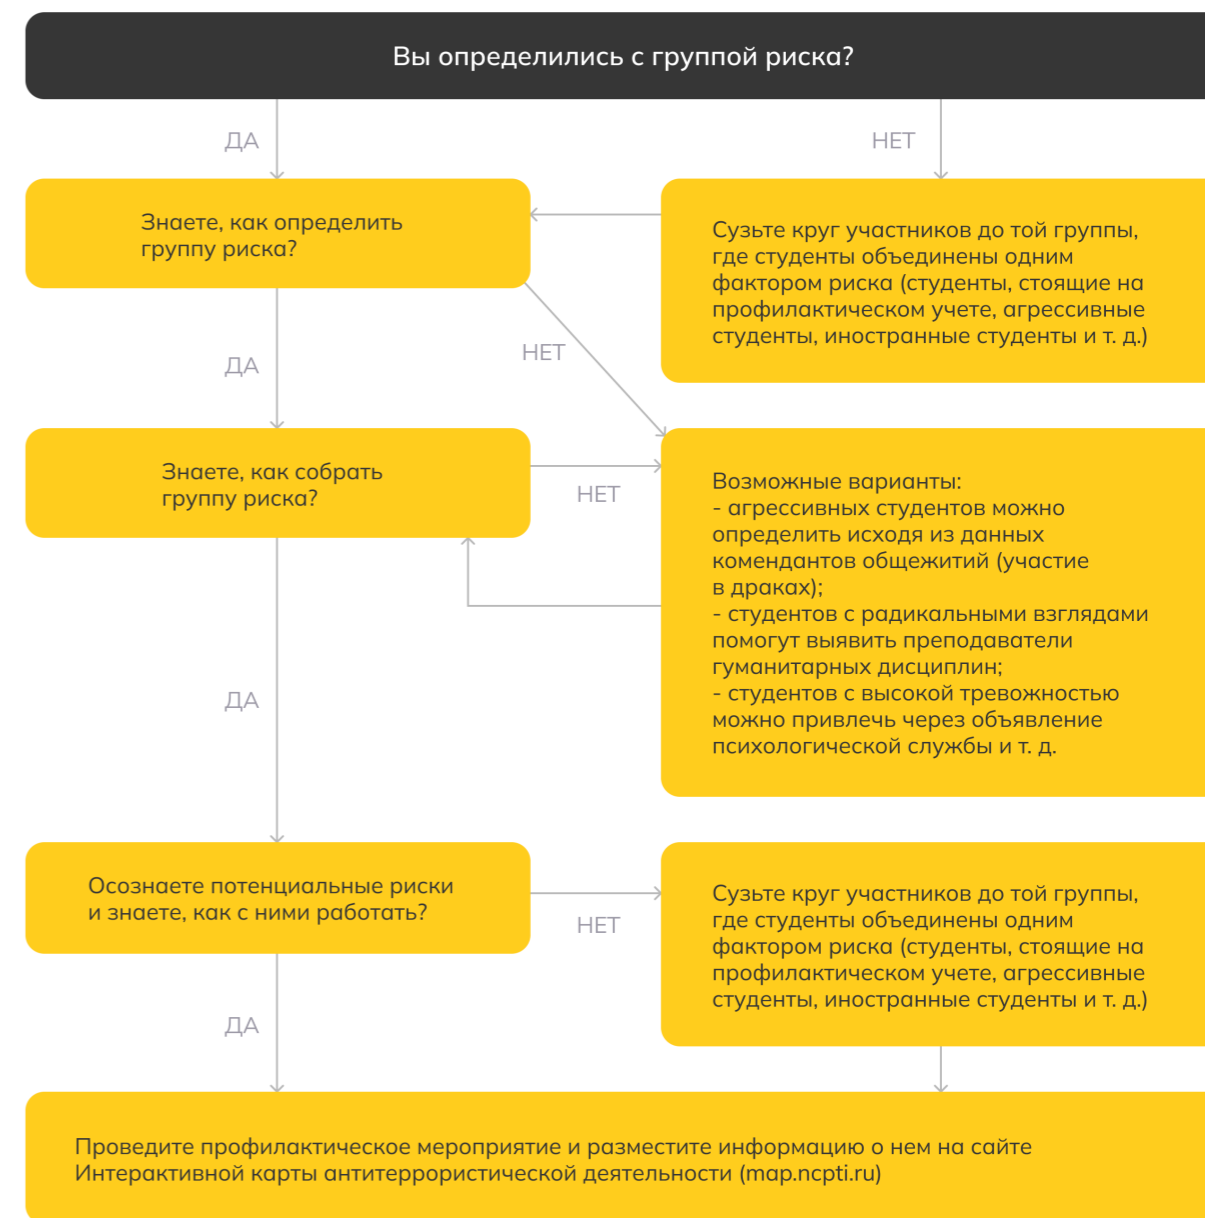 Вы определились с группой риска?
ДА
НЕТ
Знаете, как определить
группу риска?
Сузьте круг участников до той группы,
где студенты объединены одним
фактором риска (студенты, стоящие на
профилактическом учете, агрессивные
студенты, иностранные студенты и т. д.)
ДА
НЕТ
Знаете, как собрать
группу риска?
НЕТ
Возможные варианты:
- агрессивных студентов можно
определить исходя из данных
комендантов общежитий (участие
в драках);
- студентов с радикальными взглядами
помогут выявить преподаватели
гуманитарных дисциплин;
- студентов с высокой тревожностью
можно привлечь через объявление
психологической службы и т. д.
ДА
Осознаете потенциальные риски
и знаете, как с ними работать?
НЕТ
Сузьте круг участников до той группы,
где студенты объединены одним
фактором риска (студенты, стоящие на
профилактическом учете, агрессивные
студенты, иностранные студенты и т. д.)
ДА
Проведите профилактическое мероприятие и разместите информацию о нем на сайте
Интерактивной карты антитеррористической деятельности (map.ncpti.ru)